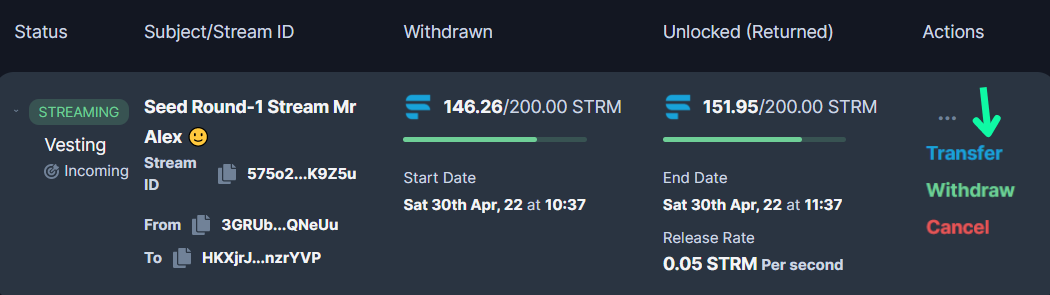 Status Subject/Stream ID Withdrawn Unlocked (Returned) Actions
STREAMING
Vesting
Incoming
Seed Round-1 Stream Mr
Alex 🙂
Stream
ID 575o2...K9Z5u
From 3GRUb...QNeUu
To HKXjrJ...nzrYVP
146.26/200.00 STRM
Start Date
Sat 30th Apr, 22 at 10:37
151.95/200.00 STRM
End Date
Sat 30th Apr, 22 at 11:37
Release Rate
0.05 STRM Per second
...
Transfer
Withdraw
Cancel